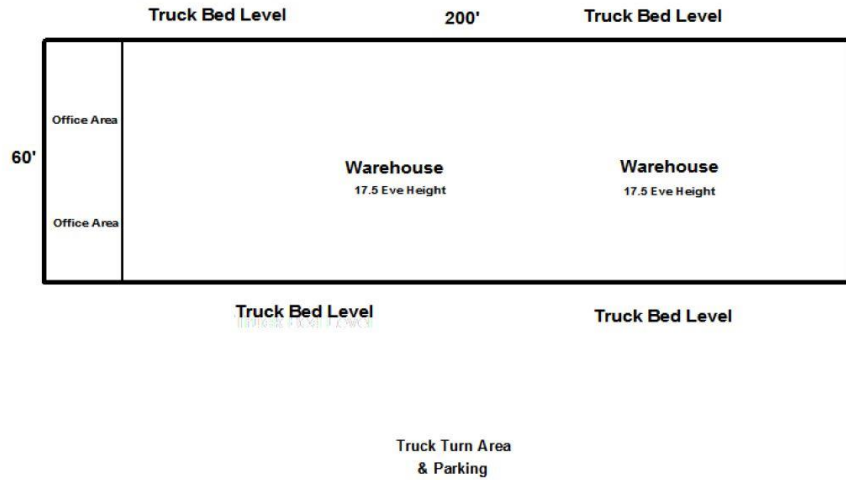 Truck Bed Level 200' Truck Bed Level
Office Area
60'
Warehouse Warehouse
17.5 Eve Height 17.5 Eve Height
Office Area
Truck Bed Level Truck Bed Level
Truck Turn Area
& Parking